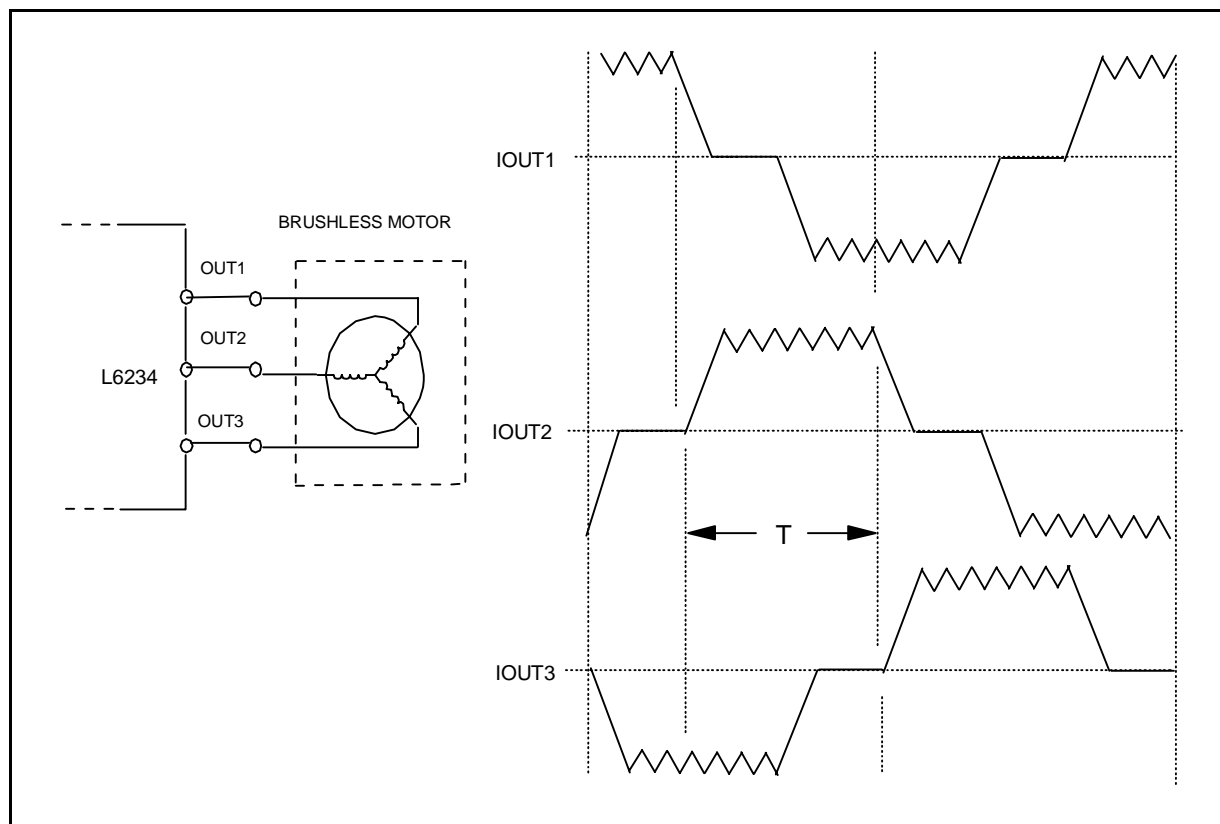 IOUT1
BRUSHLESS MOTOR
OUT1
OUT2
L6234
OUT3
IOUT2
T
IOUT3